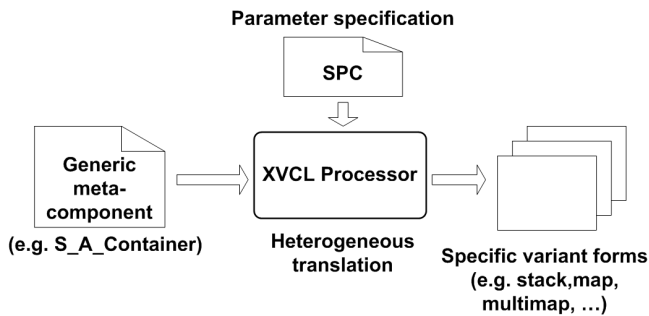 Parameter specification
SPC
Generic
meta-
component
(e.g. S_A_Container)
XVCL Processor
Heterogeneous
translation
Specific variant forms
(e.g. stack,map,
multimap, …)